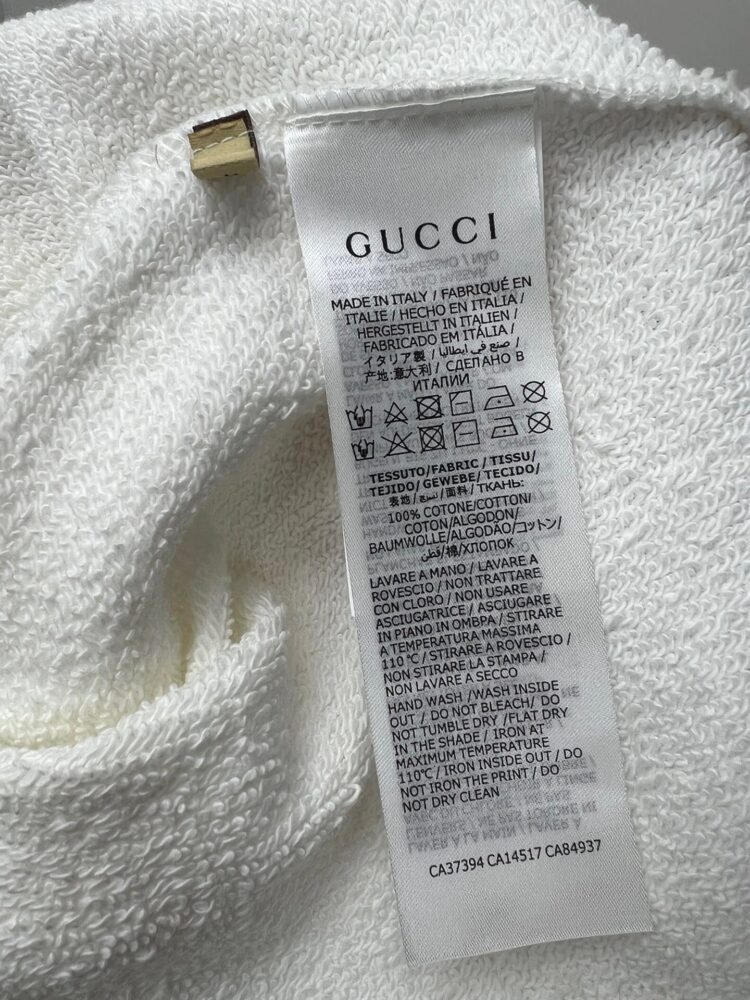 GUCCI
MADE IN ITALY / FABRIQUÉ EN
ITALIE / HECHO EN ITALIA /
HERGESTELLT IN ITALIEN /
FABRICADO EM ITÁLIA /
イタリア製 / صنع في إيطاليا /
产地:意大利 / СДЕЛАНО В
ИТАЛИИ
TESSUTO/FABRIC / TISSU/
TEJIDO/ GEWEBE/ TECIDO/
表地 / نسيج / 面料 / ТКАНЬ:
100% COTONE/COTTON/
COTON/ALGODON/
BAUMWOLLE/ALGODÃO/コットン/
قطن/棉/ХЛОПОК
LAVARE A MANO / LAVARE A
ROVESCIO / NON TRATTARE
CON CLORO / NON USARE
ASCIUGATRICE / ASCIUGARE
IN PIANO IN OMBRA / STIRARE
A TEMPERATURA MASSIMA
110 °C / STIRARE A ROVESCIO /
NON STIRARE LA STAMPA /
NON LAVARE A SECCO
HAND WASH /WASH INSIDE
OUT / DO NOT BLEACH/ DO
NOT TUMBLE DRY /FLAT DRY
IN THE SHADE / IRON AT
MAXIMUM TEMPERATURE
110°C / IRON INSIDE OUT / DO
NOT IRON THE PRINT / DO
NOT DRY CLEAN
CA37394 CA14517 CA84937